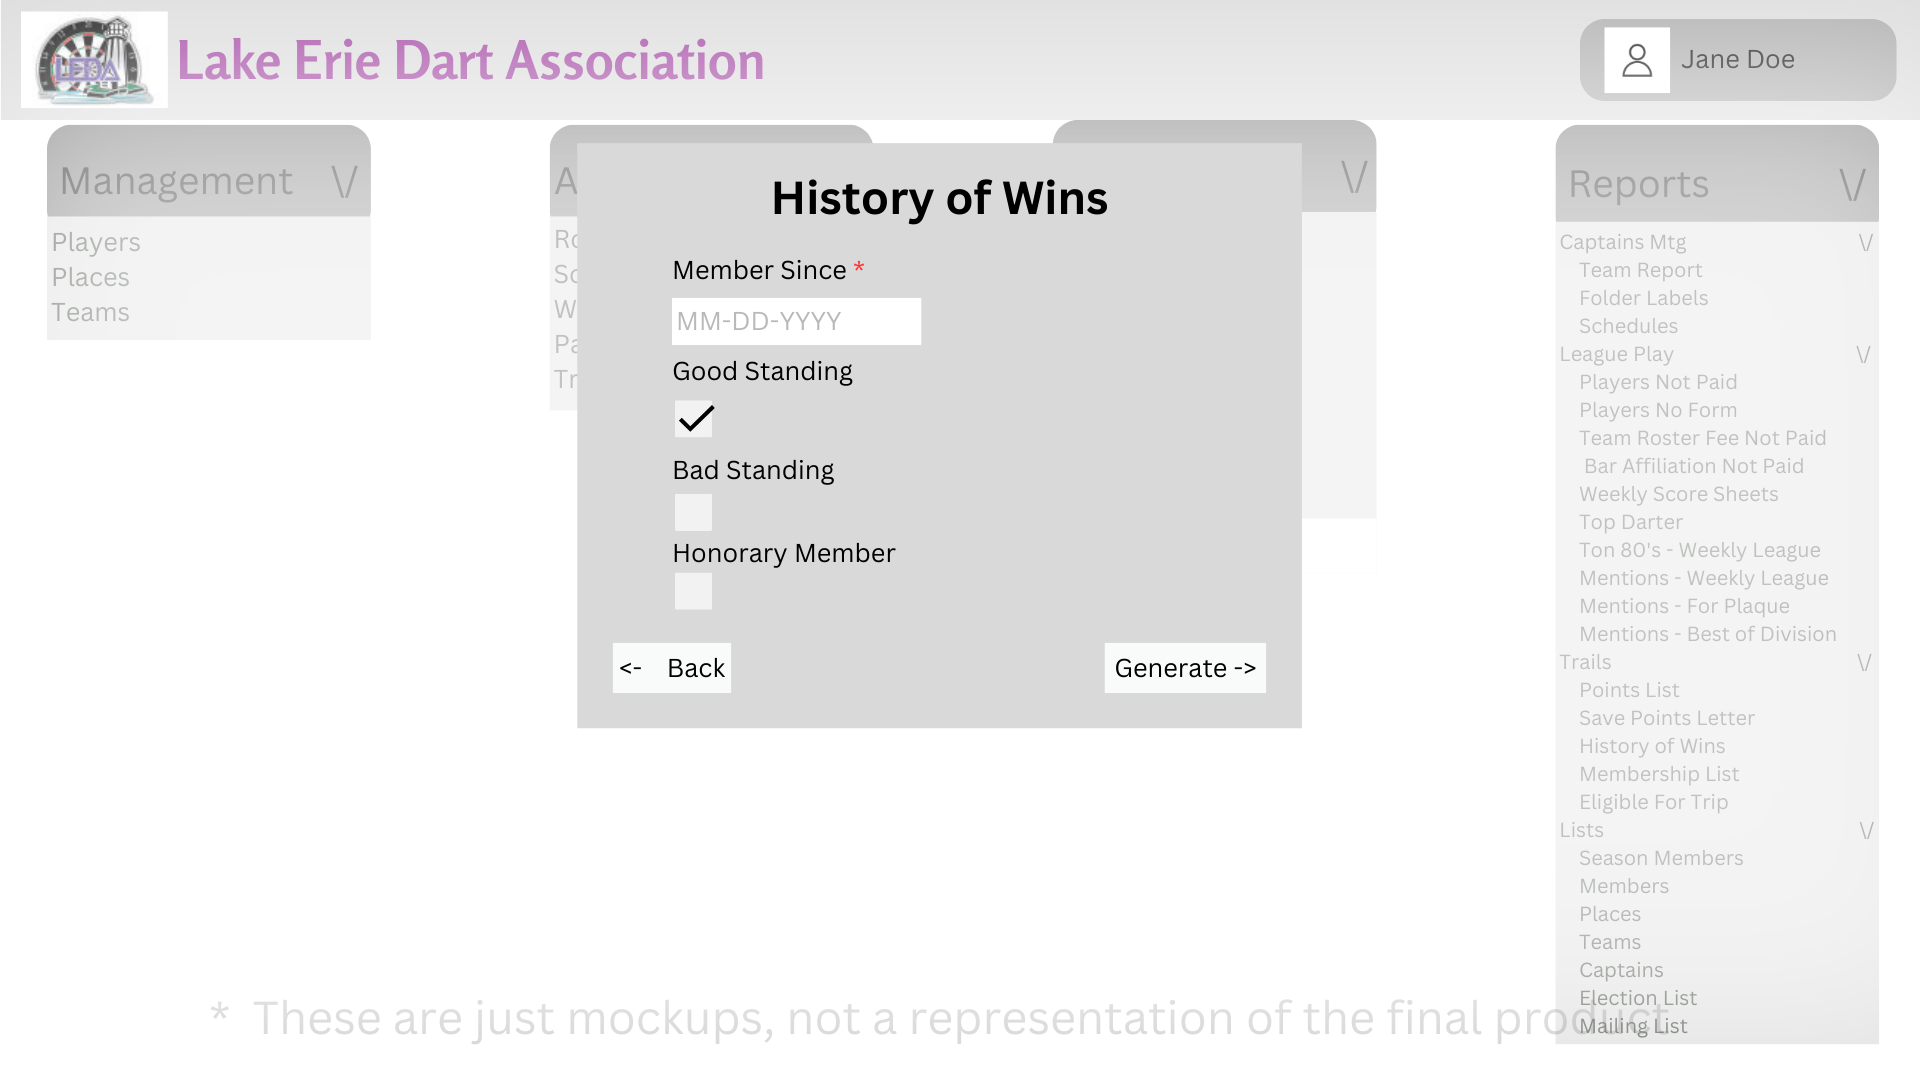 LEDA
Lake Erie Dart Association
Jane Doe
Management \/
Players
Places
Teams
A
Ro
Sc
W
Pa
Tr
\/
History of Wins
Member Since *
MM-DD-YYYY
Good Standing
Bad Standing
Honorary Member
<- Back
Generate ->
Reports \/
Captains Mtg \/
Team Report
Folder Labels
Schedules
League Play \/
Players Not Paid
Players No Form
Team Roster Fee Not Paid
Bar Affiliation Not Paid
Weekly Score Sheets
Top Darter
Ton 80's - Weekly League
Mentions - Weekly League
Mentions - For Plaque
Mentions - Best of Division
Trails \/
Points List
Save Points Letter
History of Wins
Membership List
Eligible For Trip
Lists \/
Season Members
Members
Places
Teams
Captains
Election List
Mailing List
* These are just mockups, not a representation of the final product